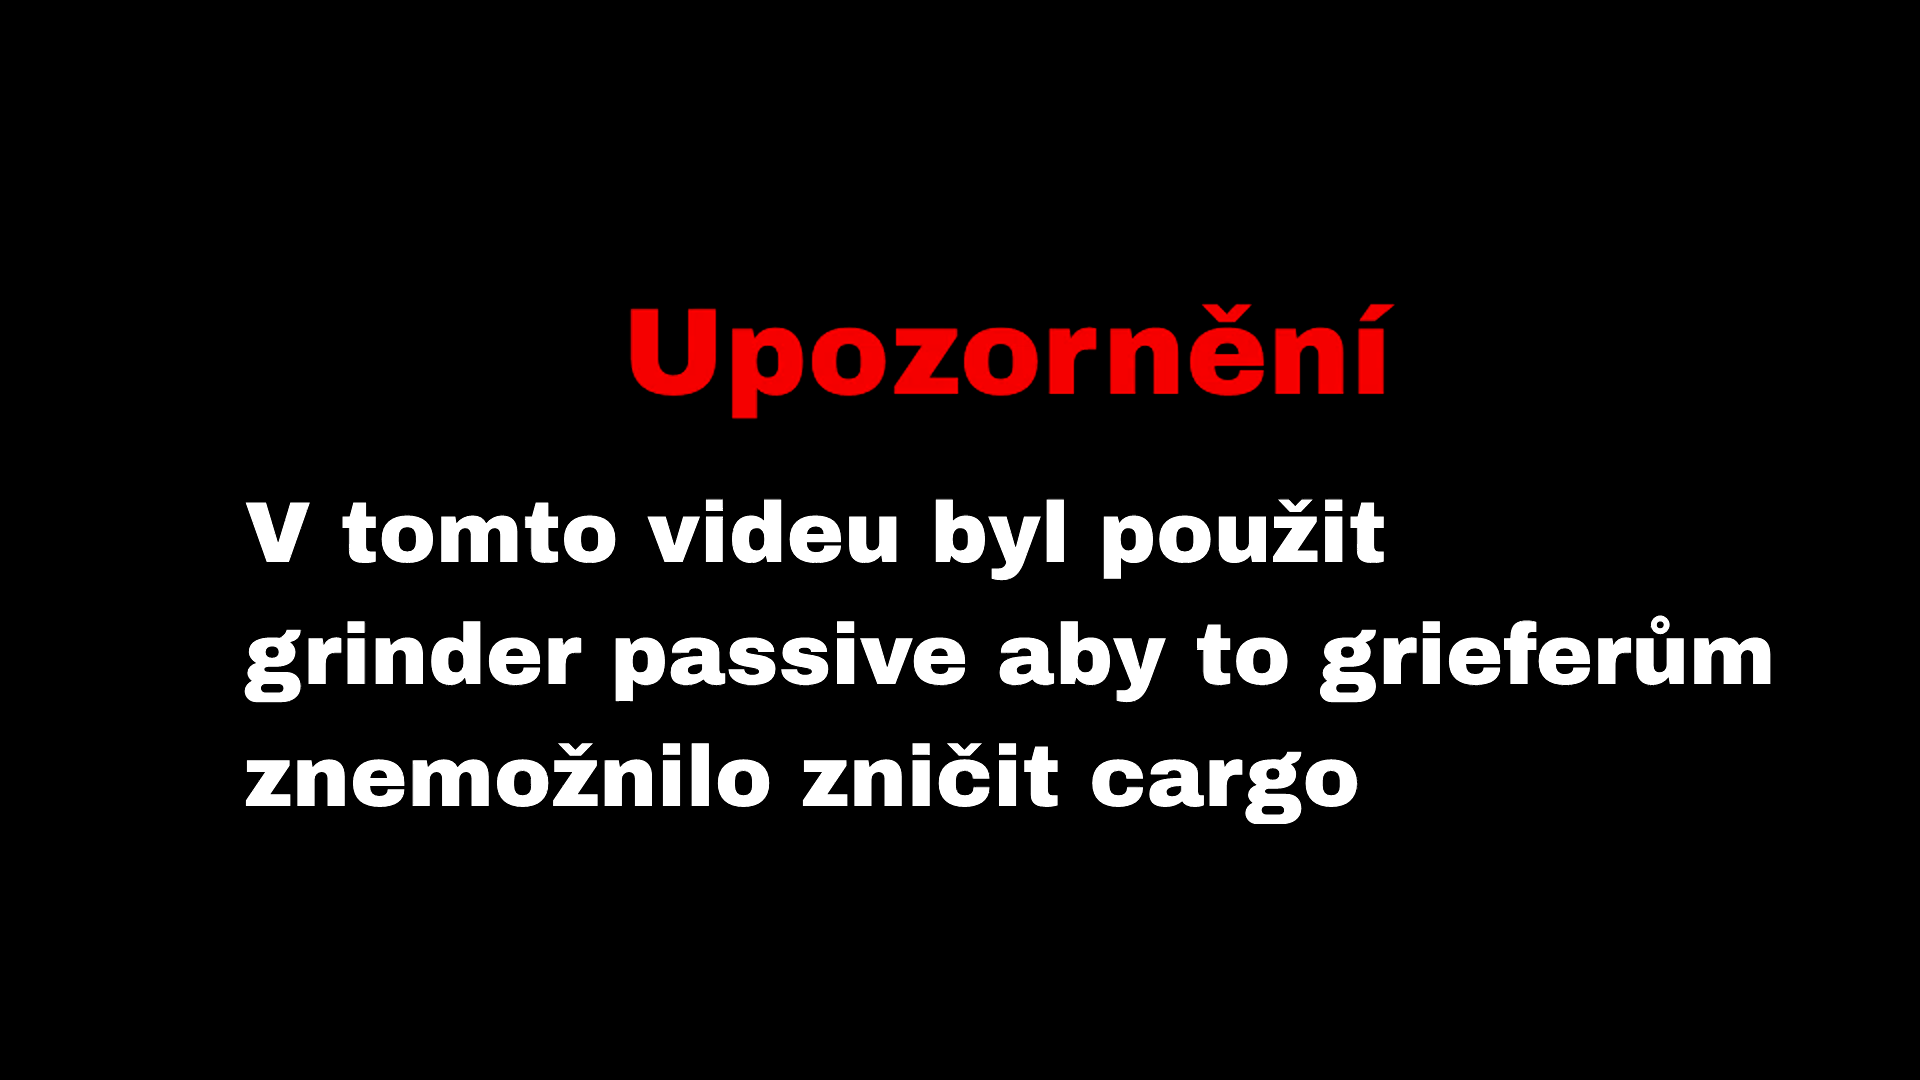 Upozornění
V tomto videu byl použit
grinder passive aby to grieferům
znemožnilo zničit cargo